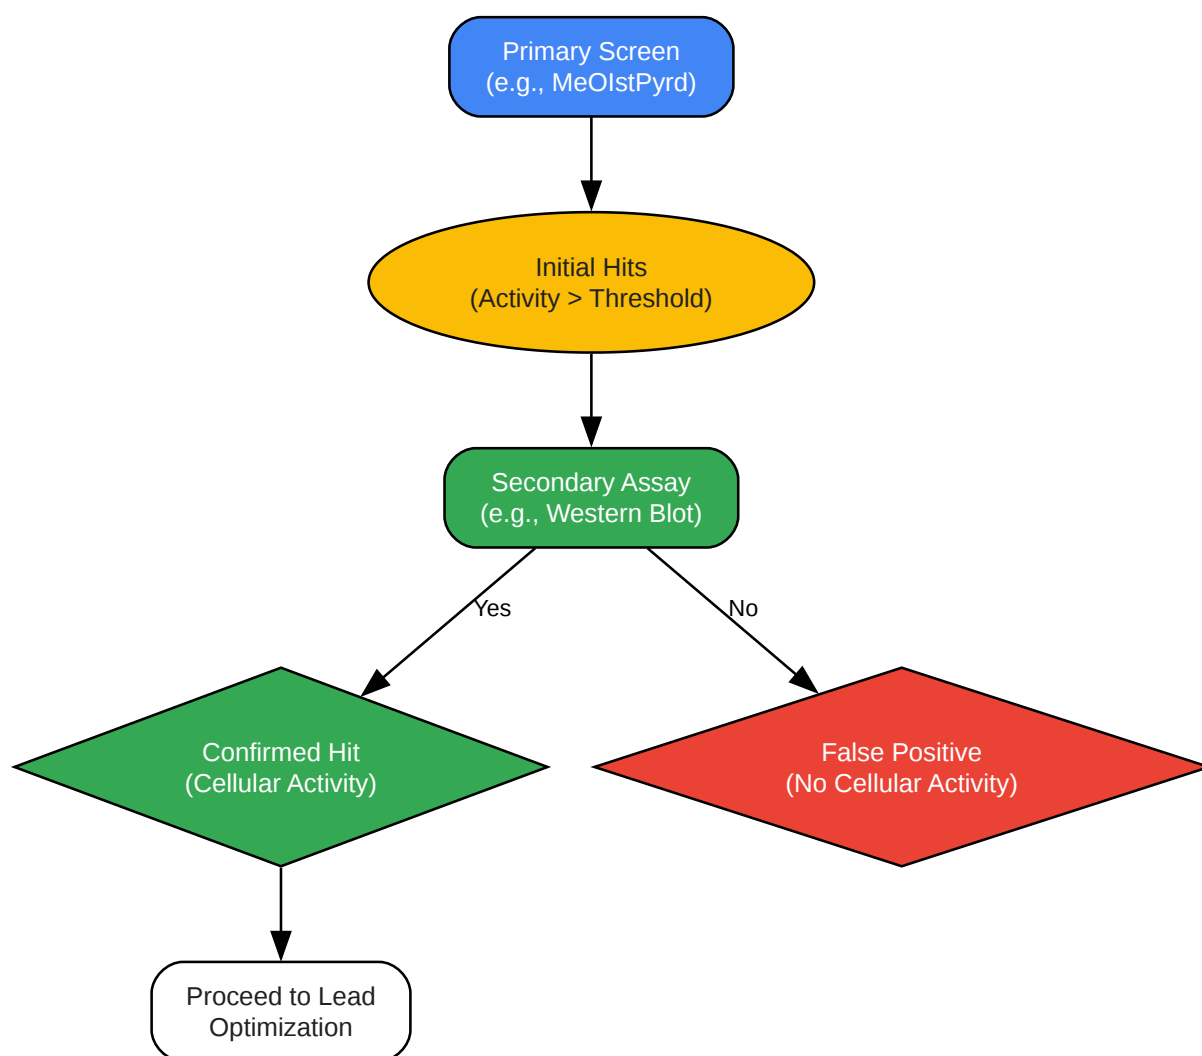 Primary Screen
(e.g., MeOIstPyrd)
Initial Hits
(Activity > Threshold)
Secondary Assay
(e.g., Western Blot)
Yes
No
Confirmed Hit
(Cellular Activity)
False Positive
(No Cellular Activity)
Proceed to Lead
Optimization